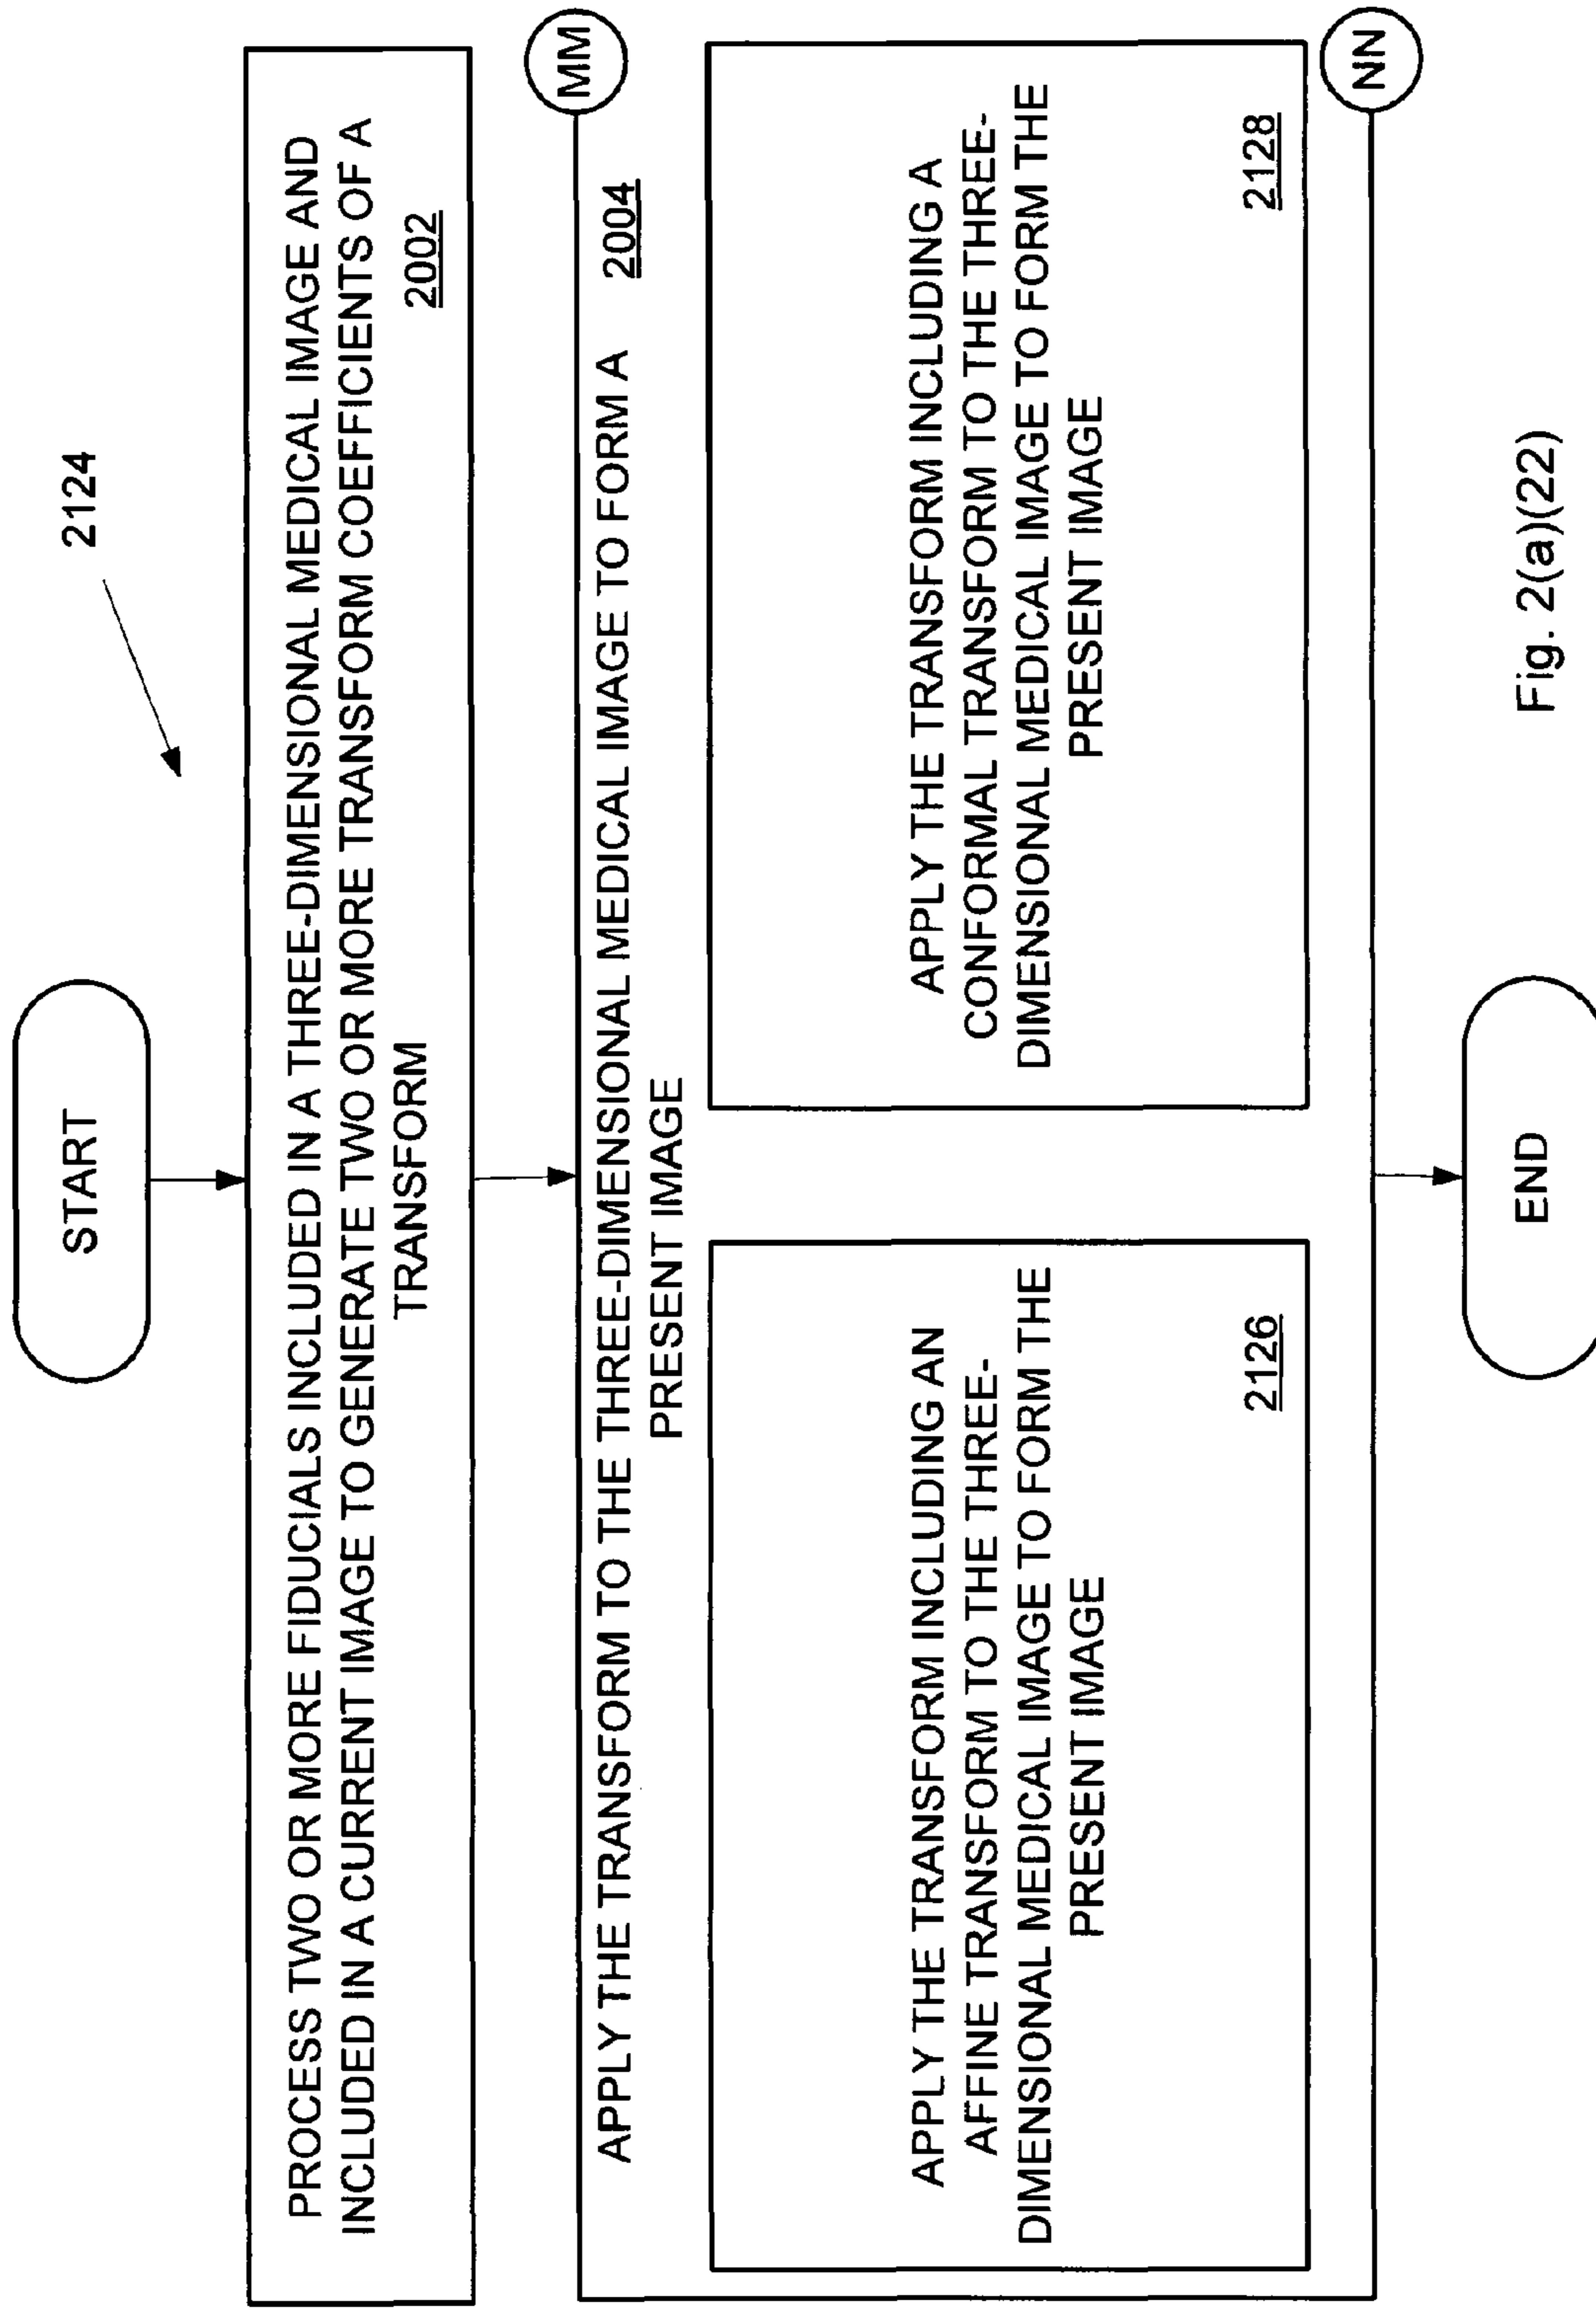 2124
START
PROCESS TWO OR MORE FIDUCIALS INCLUDED IN A THREE-DIMENSIONAL MEDICAL IMAGE AND
INCLUDED IN A CURRENT IMAGE TO GENERATE TWO OR MORE TRANSFORM COEFFICIENTS OF A
TRANSFORM
2002
MM
APPLY THE TRANSFORM TO THE THREE-DIMENSIONAL MEDICAL IMAGE TO FORM A
PRESENT IMAGE
2004
APPLY THE TRANSFORM INCLUDING AN
AFFINE TRANSFORM TO THE THREE-
DIMENSIONAL MEDICAL IMAGE TO FORM THE
PRESENT IMAGE
2126
APPLY THE TRANSFORM INCLUDING A
CONFORMAL TRANSFORM TO THE THREE-
DIMENSIONAL MEDICAL IMAGE TO FORM THE
PRESENT IMAGE
2128
NN
END
Fig. 2(a)(22)